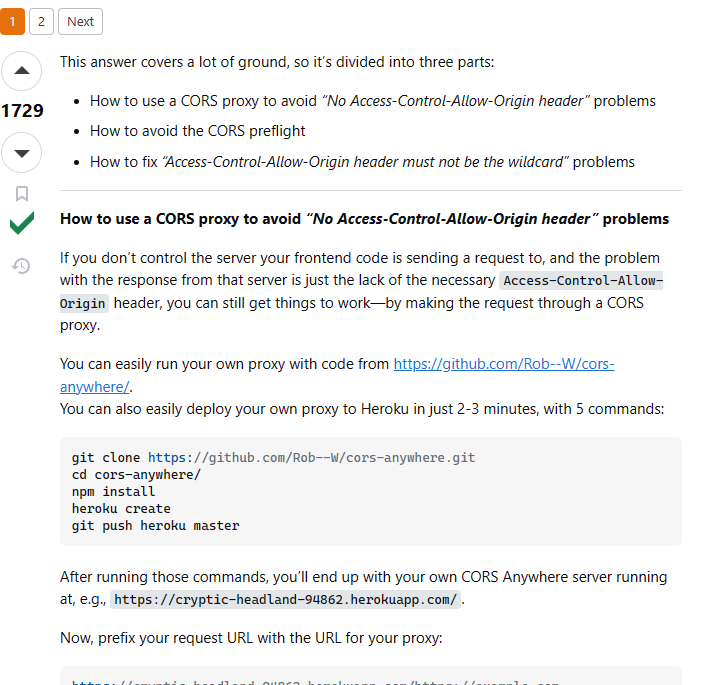 1 2 Next
This answer covers a lot of ground, so it’s divided into three parts:
1729
• How to use a CORS proxy to avoid “No Access-Control-Allow-Origin header” problems
• How to avoid the CORS preflight
• How to fix “Access-Control-Allow-Origin header must not be the wildcard” problems
How to use a CORS proxy to avoid “No Access-Control-Allow-Origin header” problems
If you don’t control the server your frontend code is sending a request to, and the problem
with the response from that server is just the lack of the necessary Access-Control-Allow-
Origin header, you can still get things to work—by making the request through a CORS
proxy.
You can easily run your own proxy with code from https://github.com/Rob--W/cors-
anywhere/.
You can also easily deploy your own proxy to Heroku in just 2-3 minutes, with 5 commands:
git clone https://github.com/Rob--W/cors-anywhere.git
cd cors-anywhere/
npm install
heroku create
git push heroku master
After running those commands, you’ll end up with your own CORS Anywhere server running
at, e.g., https://cryptic-headland-94862.herokuapp.com/.
Now, prefix your request URL with the URL for your proxy:
https://cryptic-headland-94862.herokuapp.com/https://example.com